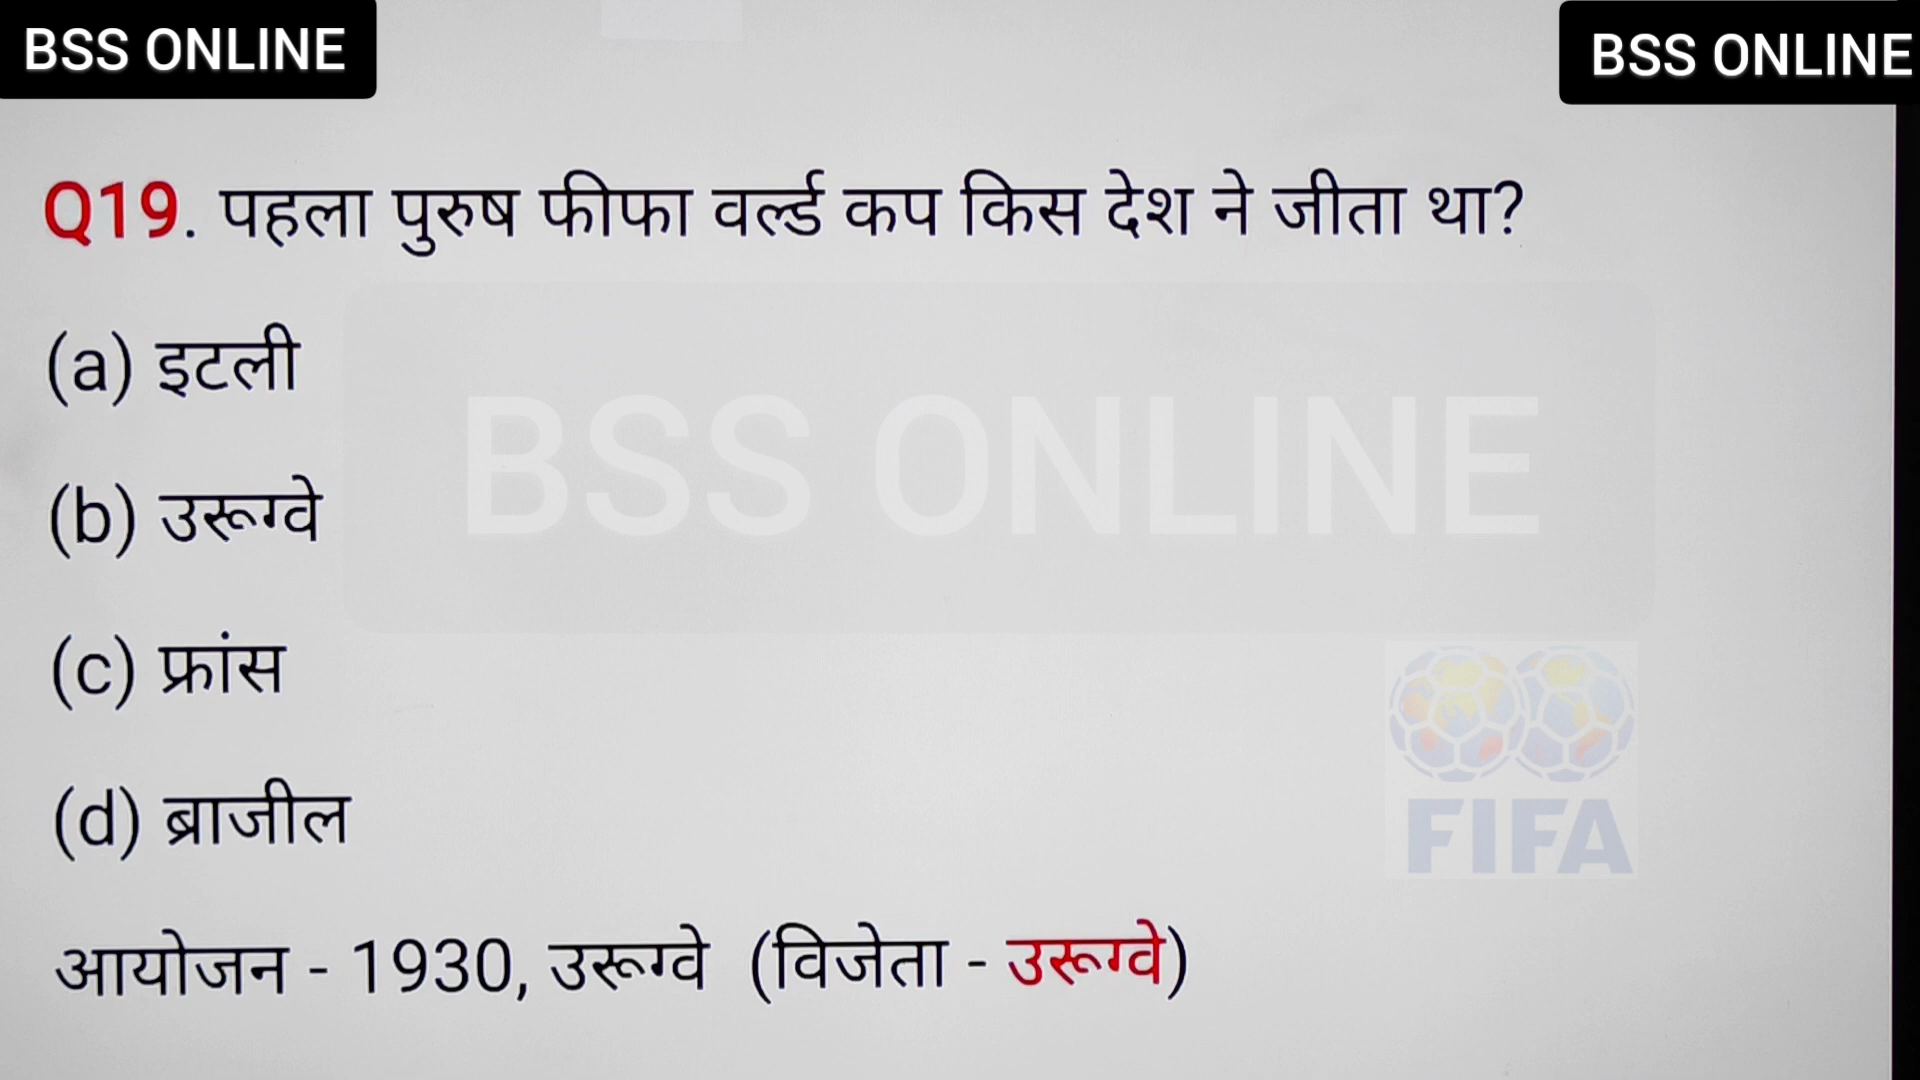 BSS ONLINE
BSS ONLINE
Q19. पहला पुरुष फीफा वर्ल्ड कप किस देश ने जीता था?
(a) इटली
BSS ONLINE
(b) उरूग्वे
(c) फ्रांस
(d) ब्राजील
FIFA
आयोजन - 1930, उरूग्वे (विजेता - उरूग्वे)